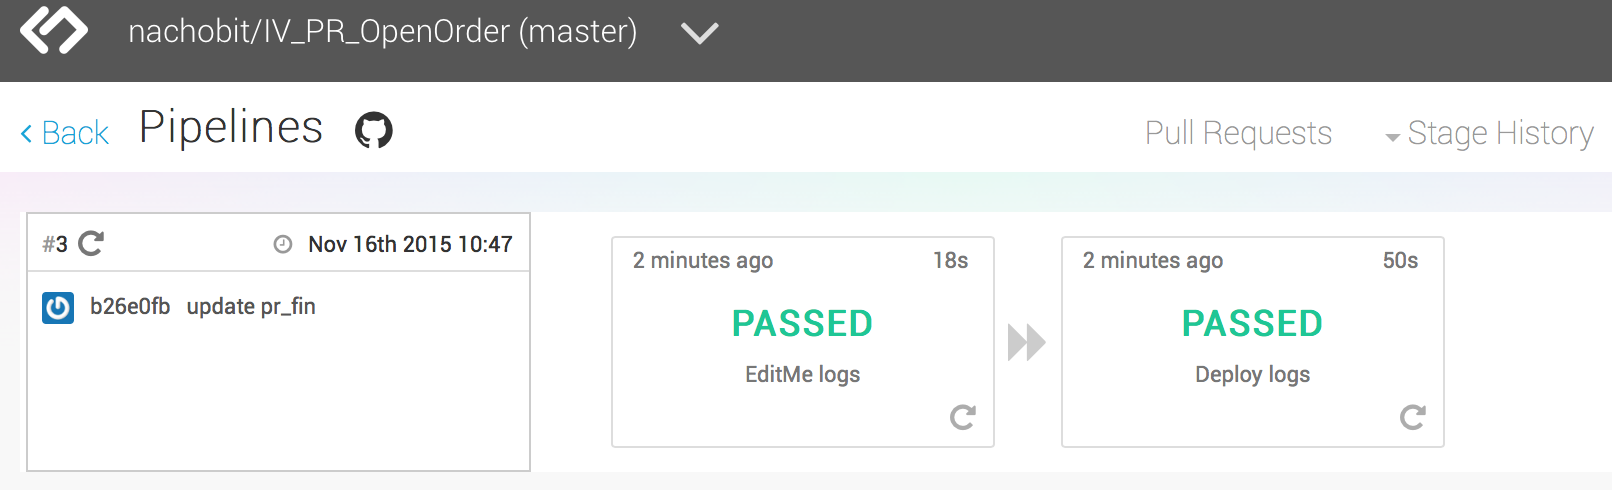 nachobit/IV_PR_OpenOrder (master)
Back Pipelines
Pull Requests Stage History
#3 Nov 16th 2015 10:47
b26e0fb update pr_fin
2 minutes ago 18s
PASSED
EditMe logs
2 minutes ago 50s
PASSED
Deploy logs